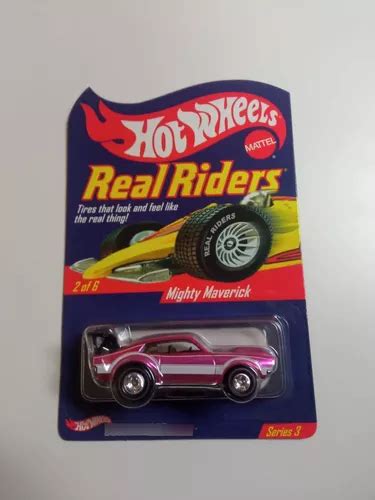 Hot Wheels
MATTEL
Real Riders
Tires that look and feel like
the real thing!
REAL RIDERS
2 of 6
Mighty Maverick
Hot Wheels
Series 3